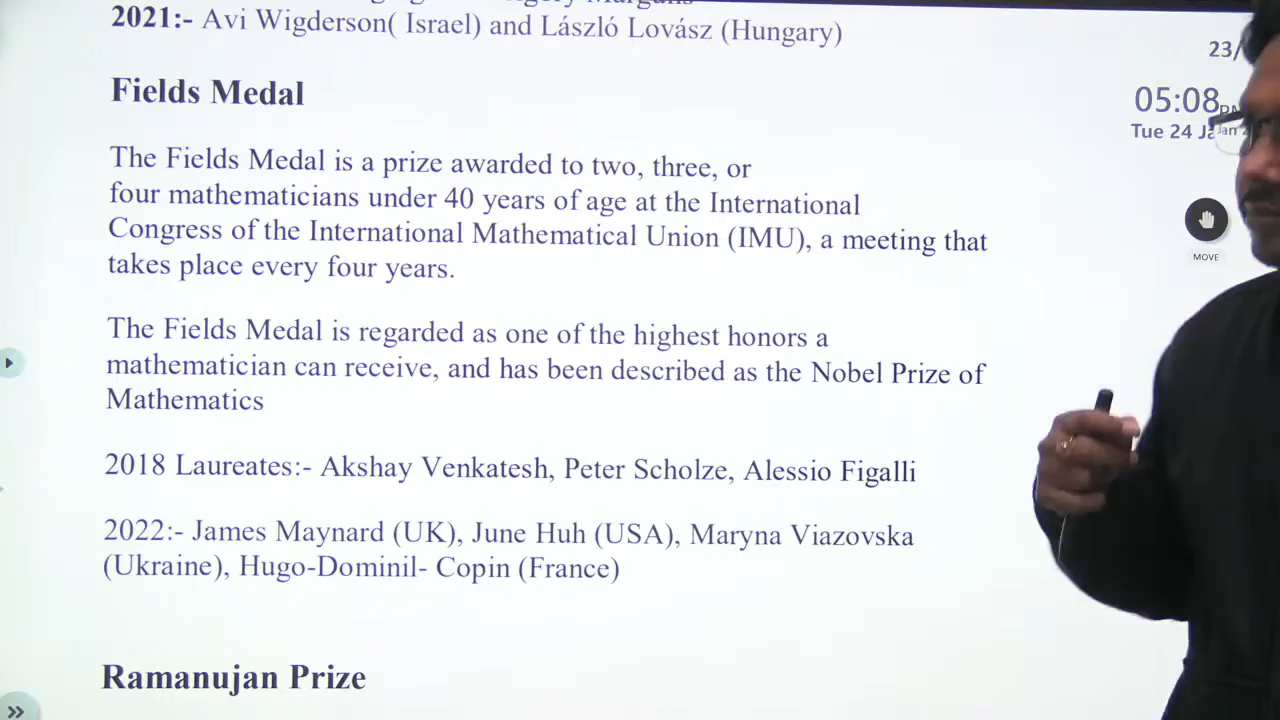 2021:- Avi Wigderson( Israel) and László Lovász (Hungary)
23/
Fields Medal
05:08
Tue 24 Ja
The Fields Medal is a prize awarded to two, three, or
four mathematicians under 40 years of age at the International
Congress of the International Mathematical Union (IMU), a meeting that
takes place every four years.
MOVE
The Fields Medal is regarded as one of the highest honors a
mathematician can receive, and has been described as the Nobel Prize of
Mathematics
2018 Laureates:- Akshay Venkatesh, Peter Scholze, Alessio Figalli
2022:- James Maynard (UK), June Huh (USA), Maryna Viazovska
(Ukraine), Hugo-Dominil- Copin (France)
Ramanujan Prize